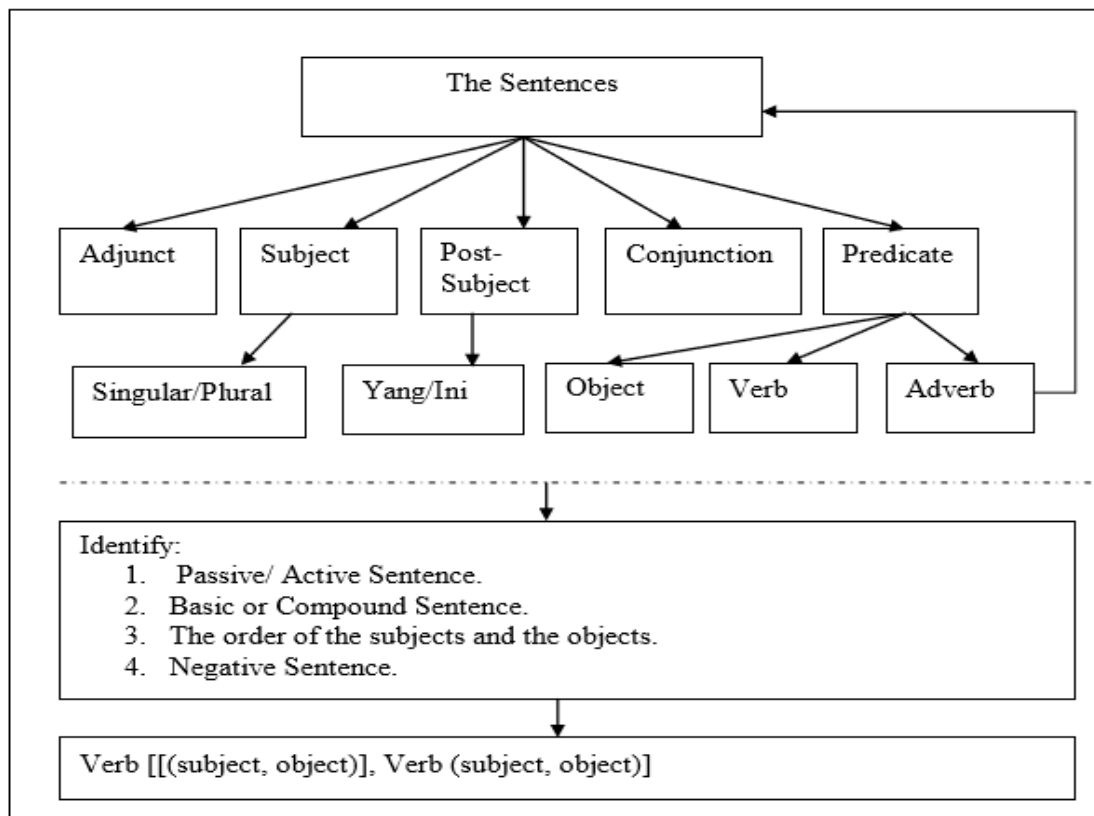 The Sentences
Adjunct
Subject
Post-
Subject
Conjunction
Predicate
Singular/Plural
Yang/Ini
Object
Verb
Adverb
Identify:
1. Passive/ Active Sentence.
2. Basic or Compound Sentence.
3. The order of the subjects and the objects.
4. Negative Sentence.
Verb [[(subject, object)], Verb (subject, object)]